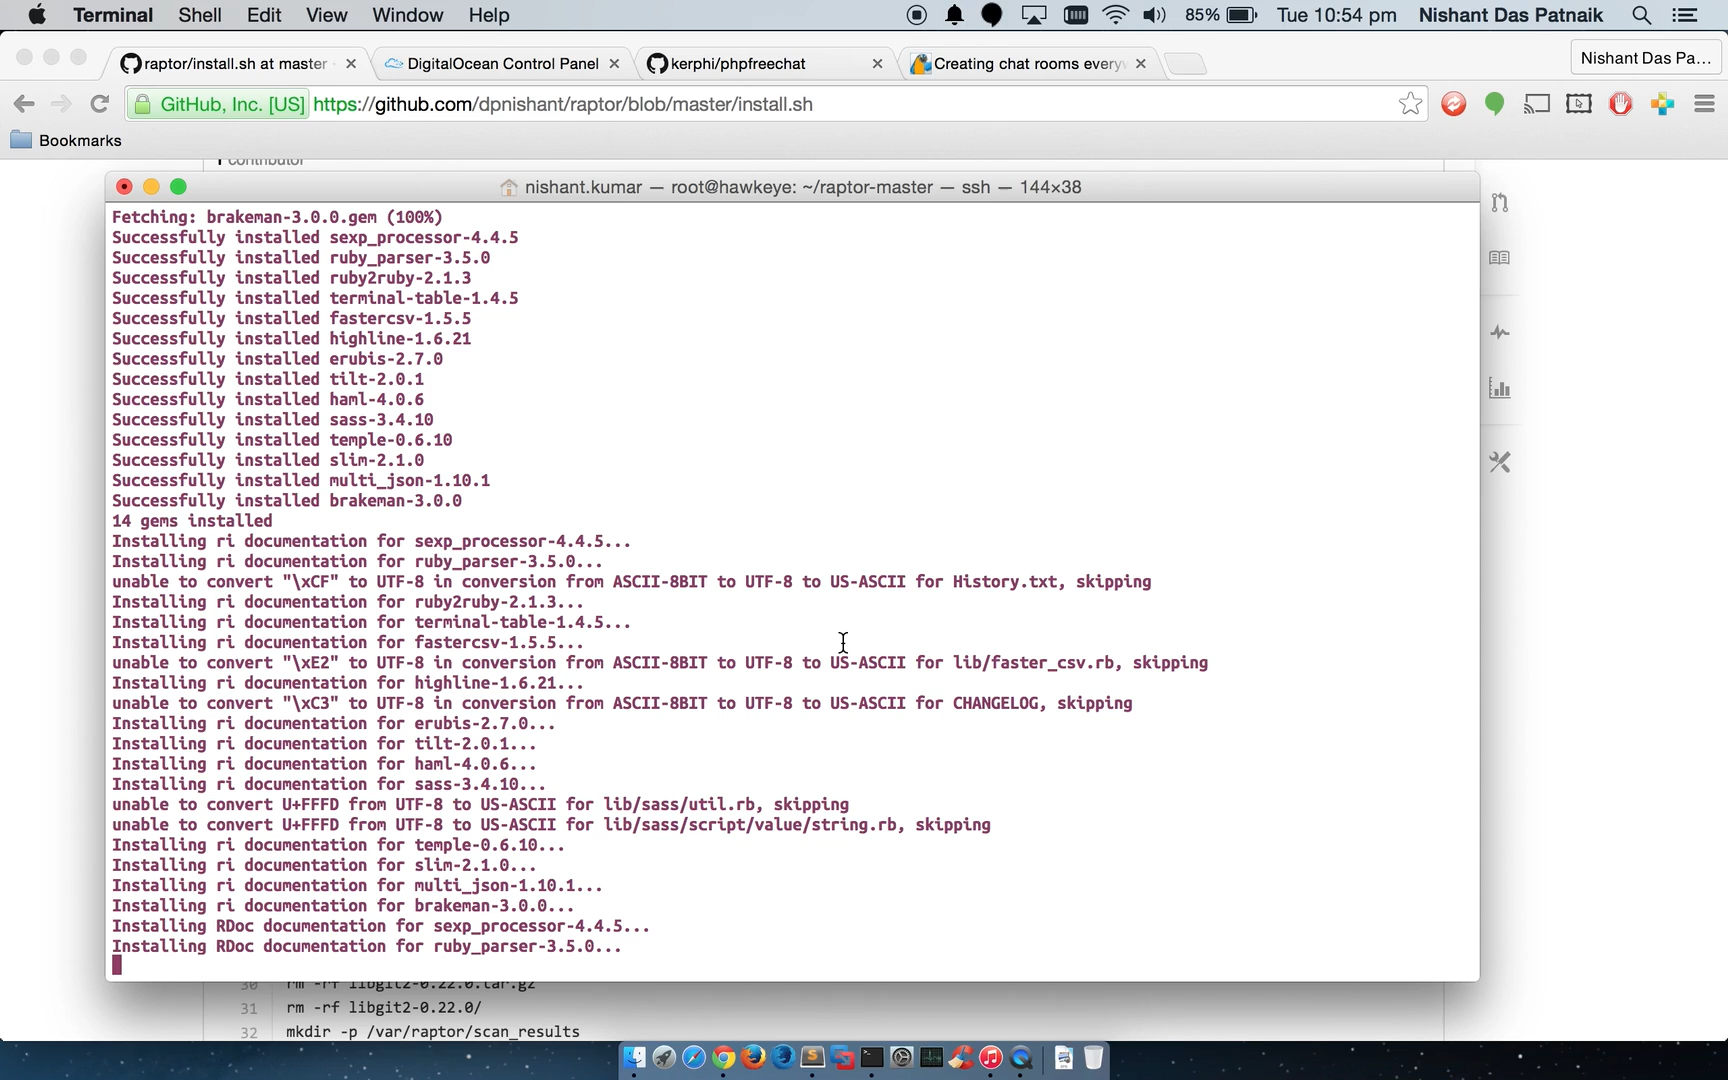 Terminal Shell Edit View Window Help 85% Tue 10:54 pm Nishant Das Patnaik
raptor/install.sh at master DigitalOcean Control Panel kerphi/phpfreechat Creating chat rooms every Nishant Das Pa...
GitHub, Inc. [US] https://github.com/dpnishant/raptor/blob/master/install.sh
Bookmarks
1 contributor
nishant.kumar — root@hawkeye: ~/raptor-master — ssh — 144×38
Fetching: brakeman-3.0.0.gem (100%)
Successfully installed sexp_processor-4.4.5
Successfully installed ruby_parser-3.5.0
Successfully installed ruby2ruby-2.1.3
Successfully installed terminal-table-1.4.5
Successfully installed fastercsv-1.5.5
Successfully installed highline-1.6.21
Successfully installed erubis-2.7.0
Successfully installed tilt-2.0.1
Successfully installed haml-4.0.6
Successfully installed sass-3.4.10
Successfully installed temple-0.6.10
Successfully installed slim-2.1.0
Successfully installed multi_json-1.10.1
Successfully installed brakeman-3.0.0
14 gems installed
Installing ri documentation for sexp_processor-4.4.5...
Installing ri documentation for ruby_parser-3.5.0...
unable to convert "\xCF" to UTF-8 in conversion from ASCII-8BIT to UTF-8 to US-ASCII for History.txt, skipping
Installing ri documentation for ruby2ruby-2.1.3...
Installing ri documentation for terminal-table-1.4.5...
Installing ri documentation for fastercsv-1.5.5...
unable to convert "\xE2" to UTF-8 in conversion from ASCII-8BIT to UTF-8 to US-ASCII for lib/faster_csv.rb, skipping
Installing ri documentation for highline-1.6.21...
unable to convert "\xC3" to UTF-8 in conversion from ASCII-8BIT to UTF-8 to US-ASCII for CHANGELOG, skipping
Installing ri documentation for erubis-2.7.0...
Installing ri documentation for tilt-2.0.1...
Installing ri documentation for haml-4.0.6...
Installing ri documentation for sass-3.4.10...
unable to convert U+FFFD from UTF-8 to US-ASCII for lib/sass/util.rb, skipping
unable to convert U+FFFD from UTF-8 to US-ASCII for lib/sass/script/value/string.rb, skipping
Installing ri documentation for temple-0.6.10...
Installing ri documentation for slim-2.1.0...
Installing ri documentation for multi_json-1.10.1...
Installing ri documentation for brakeman-3.0.0...
Installing RDoc documentation for sexp_processor-4.4.5...
Installing RDoc documentation for ruby_parser-3.5.0...
30 rm -rf libgit2-0.22.0.tar.gz
31 rm -rf libgit2-0.22.0/
32 mkdir -p /var/raptor/scan_results